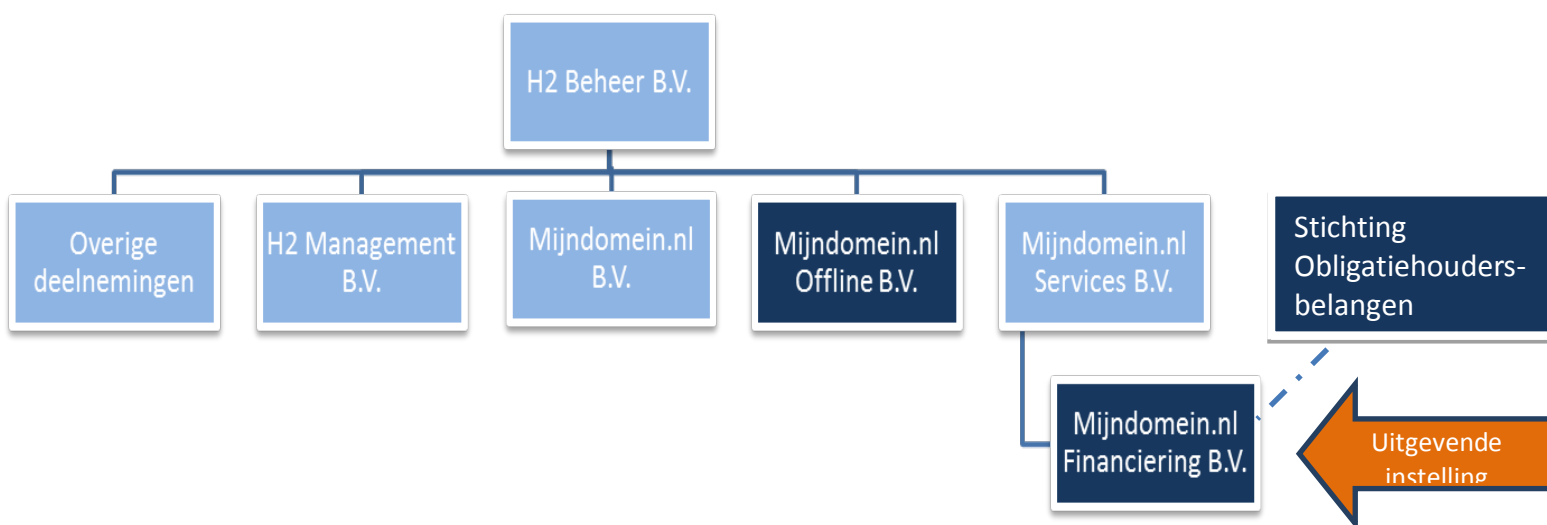 H2 Beheer B.V.
Overige
deelnemingen
H2 Management
B.V.
Mijndomein.nl
B.V.
Mijndomein.nl
Offline B.V.
Mijndomein.nl
Services B.V.
Stichting
Obligatiehouders-
belangen
Mijndomein.nl
Financiering B.V.
Uitgevende
instelling